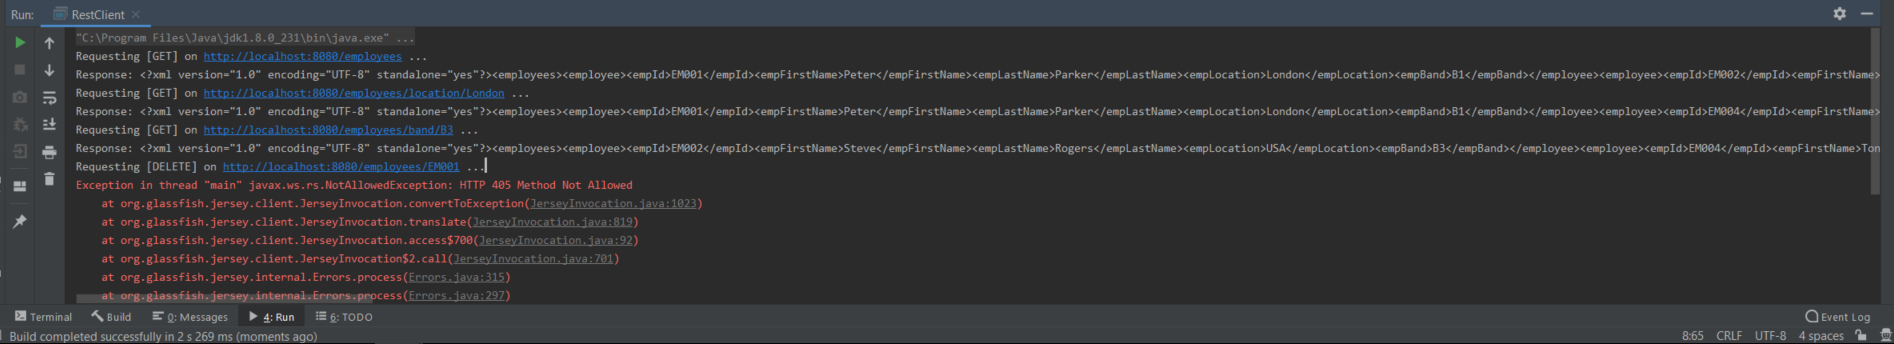 Run: RestClient
"C:\Program Files\Java\jdk1.8.0_231\bin\java.exe" ...
Requesting [GET] on http://localhost:8080/employees ...
Response: <?xml version="1.0" encoding="UTF-8" standalone="yes"?><employees><employee><empId>EM001</empId><empFirstName>Peter</empFirstName><empLastName>Parker</empLastName><empLocation>London</empLocation><empBand>B1</empBand></employee><employee><empId>EM002</empId><empFirstName>
Requesting [GET] on http://localhost:8080/employees/location/London ...
Response: <?xml version="1.0" encoding="UTF-8" standalone="yes"?><employees><employee><empId>EM001</empId><empFirstName>Peter</empFirstName><empLastName>Parker</empLastName><empLocation>London</empLocation><empBand>B1</empBand></employee><employee><empId>EM004</empId><empFirstName>
Requesting [GET] on http://localhost:8080/employees/band/B3 ...
Response: <?xml version="1.0" encoding="UTF-8" standalone="yes"?><employees><employee><empId>EM002</empId><empFirstName>Steve</empFirstName><empLastName>Rogers</empLastName><empLocation>USA</empLocation><empBand>B3</empBand></employee><employee><empId>EM004</empId><empFirstName>Ton
Requesting [DELETE] on http://localhost:8080/employees/EM001 ...
Exception in thread "main" javax.ws.rs.NotAllowedException: HTTP 405 Method Not Allowed
at org.glassfish.jersey.client.JerseyInvocation.convertToException(JerseyInvocation.java:1023)
at org.glassfish.jersey.client.JerseyInvocation.translate(JerseyInvocation.java:819)
at org.glassfish.jersey.client.JerseyInvocation.access$700(JerseyInvocation.java:92)
at org.glassfish.jersey.client.JerseyInvocation$2.call(JerseyInvocation.java:701)
at org.glassfish.jersey.internal.Errors.process(Errors.java:315)
at org.glassfish.jersey.internal.Errors.process(Errors.java:297)
Terminal Build 0: Messages 4: Run 6: TODO Event Log
Build completed successfully in 2 s 269 ms (moments ago) 8:65 CRLF UTF-8 4 spaces